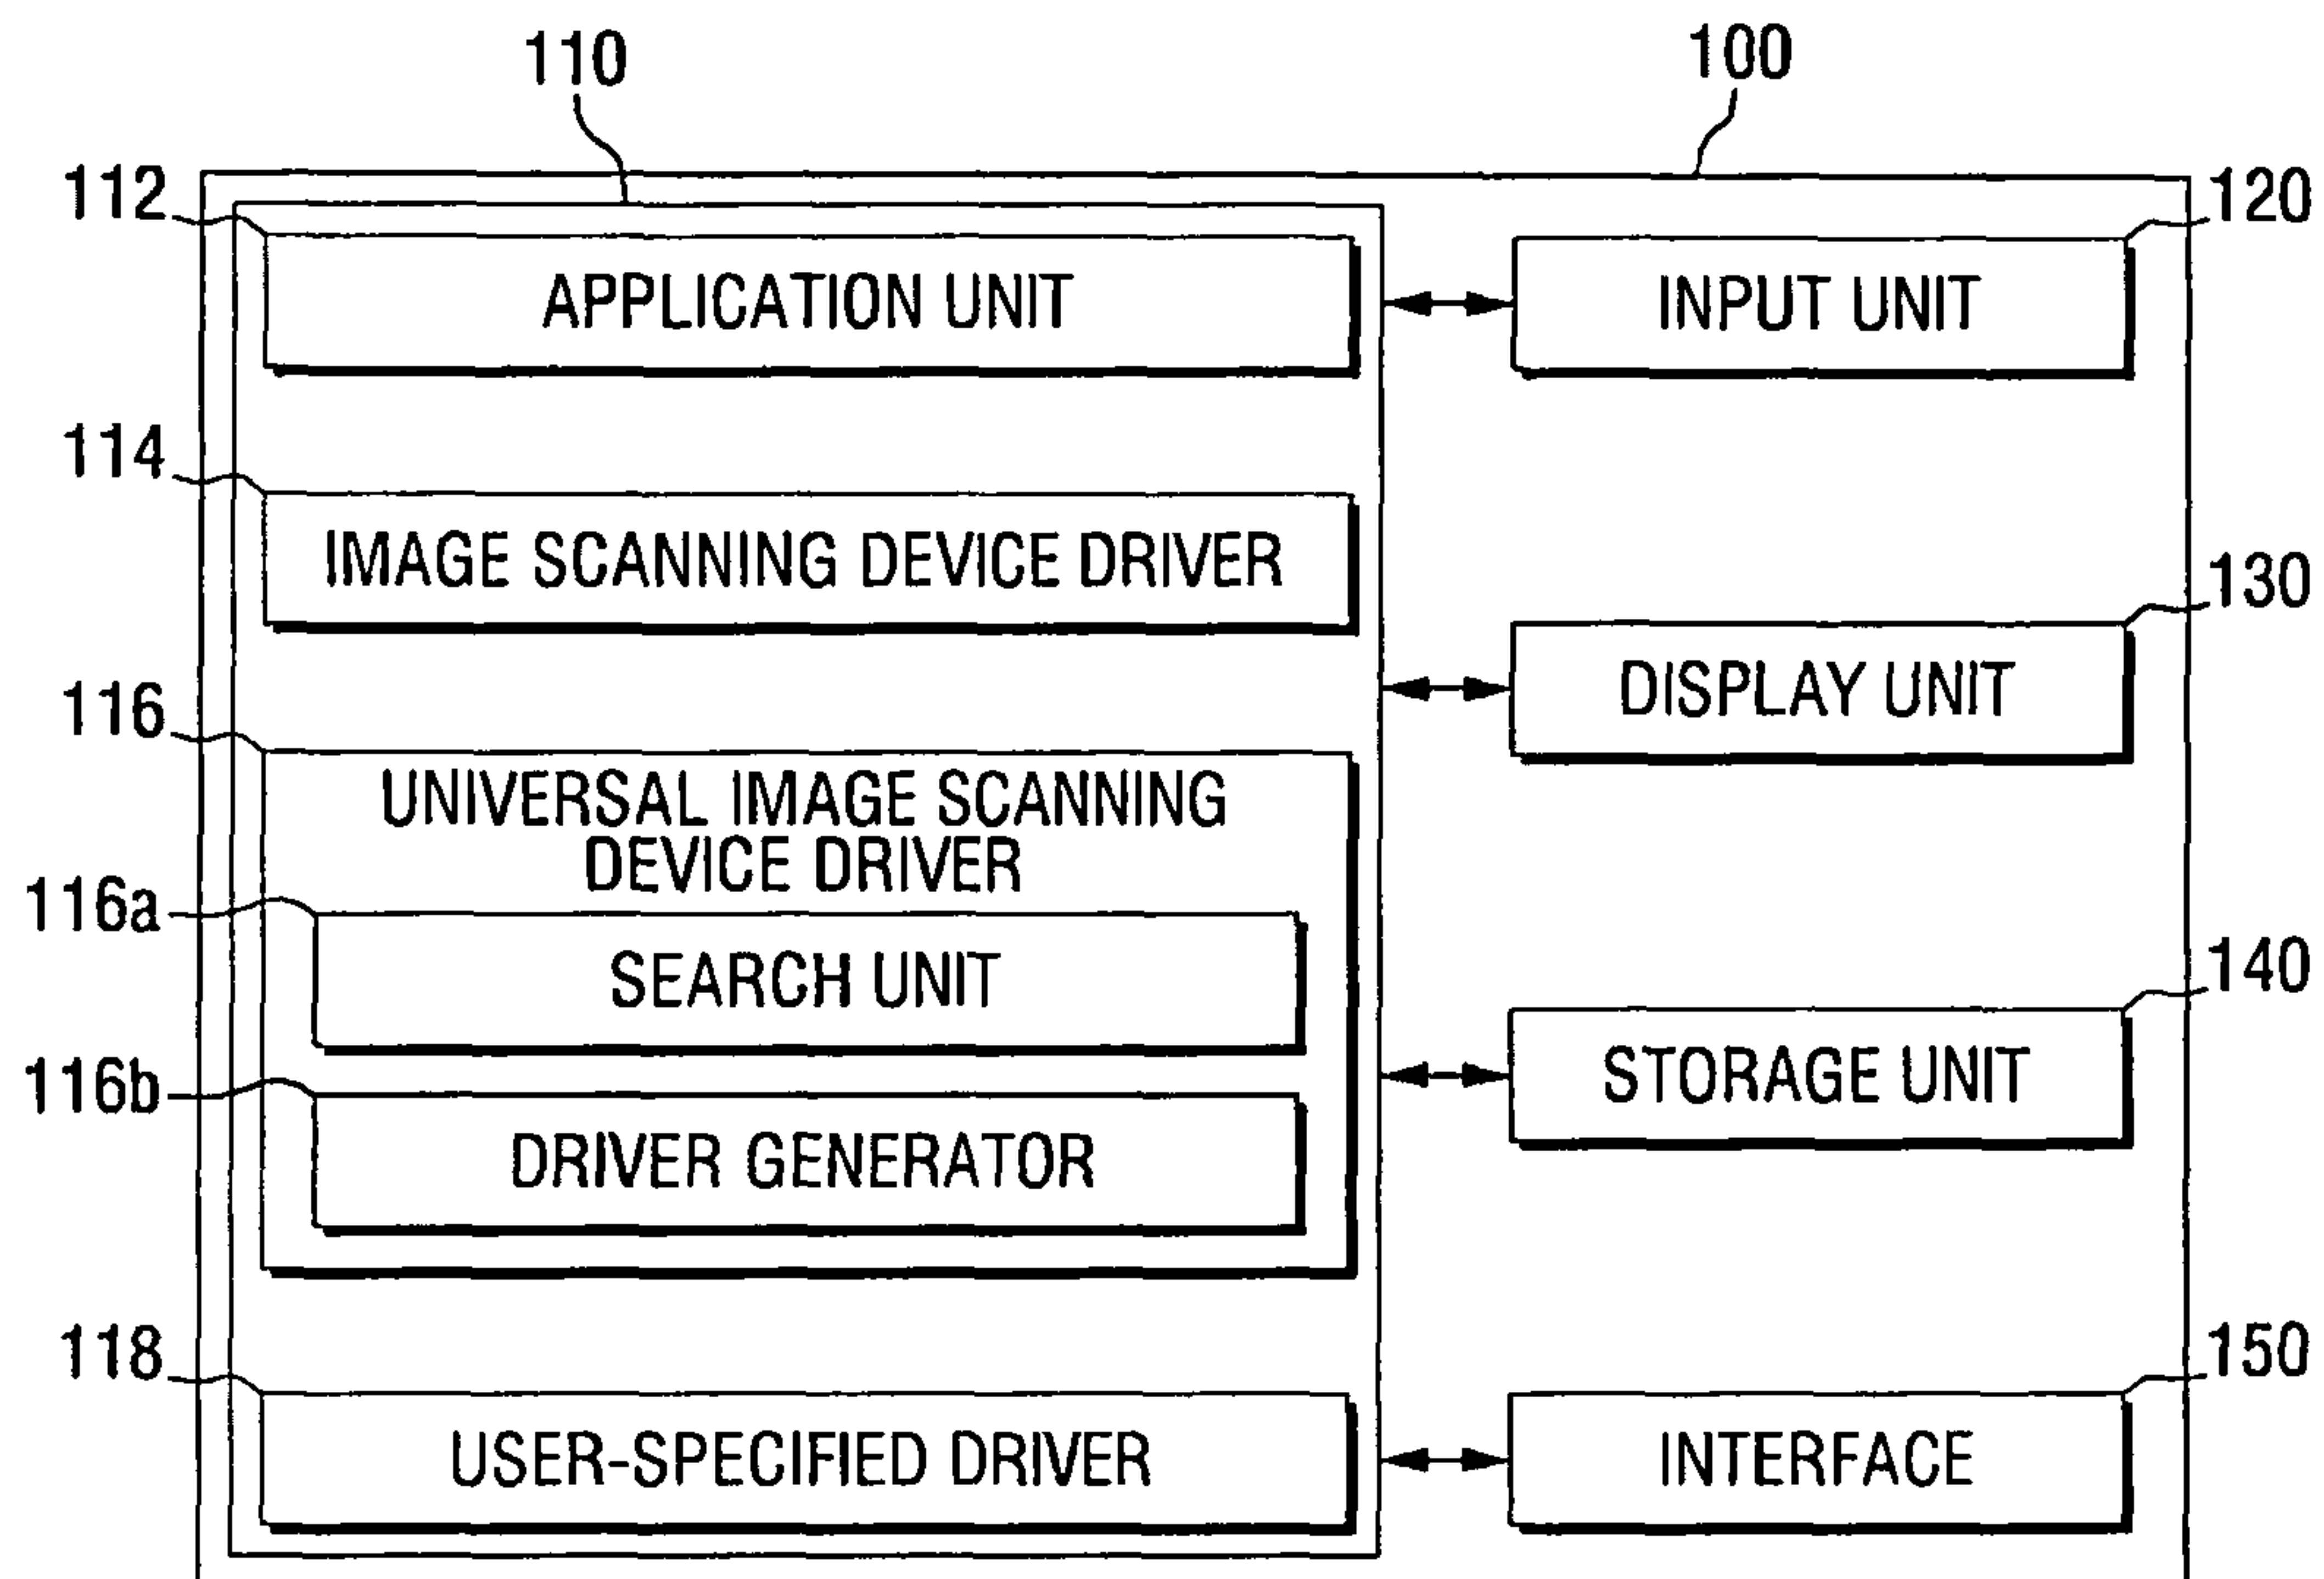 110
100
112
120
APPLICATION UNIT
INPUT UNIT
114
IMAGE SCANNING DEVICE DRIVER
130
DISPLAY UNIT
116
UNIVERSAL IMAGE SCANNING
DEVICE DRIVER
116a
SEARCH UNIT
140
STORAGE UNIT
116b
DRIVER GENERATOR
118
150
USER-SPECIFIED DRIVER
INTERFACE